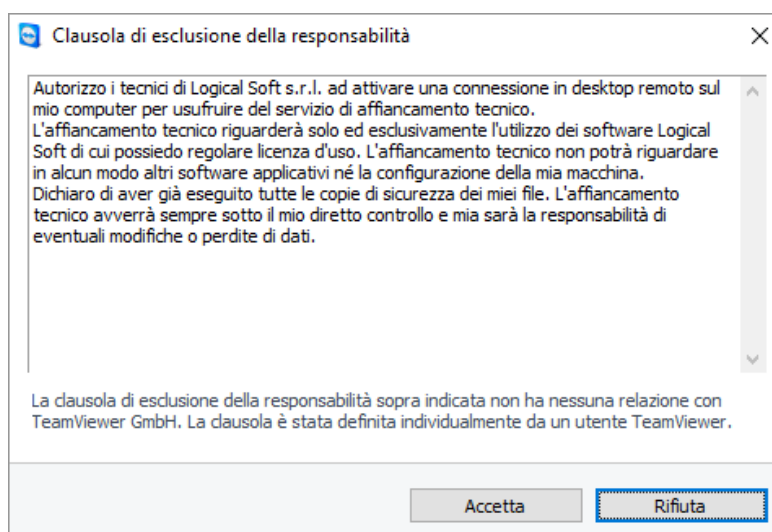 Clausola di esclusione della responsabilità
Autorizzo i tecnici di Logical Soft s.r.l. ad attivare una connessione in desktop remoto sul
mio computer per usufruire del servizio di affiancamento tecnico.
L'affiancamento tecnico riguarderà solo ed esclusivamente l'utilizzo dei software Logical
Soft di cui possiedo regolare licenza d'uso. L'affiancamento tecnico non potrà riguardare
in alcun modo altri software applicativi né la configurazione della mia macchina.
Dichiaro di aver già eseguito tutte le copie di sicurezza dei miei file. L'affiancamento
tecnico avverrà sempre sotto il mio diretto controllo e mia sarà la responsabilità di
eventuali modifiche o perdite di dati.
La clausola di esclusione della responsabilità sopra indicata non ha nessuna relazione con
TeamViewer GmbH. La clausola è stata definita individualmente da un utente TeamViewer.
Accetta
Rifiuta